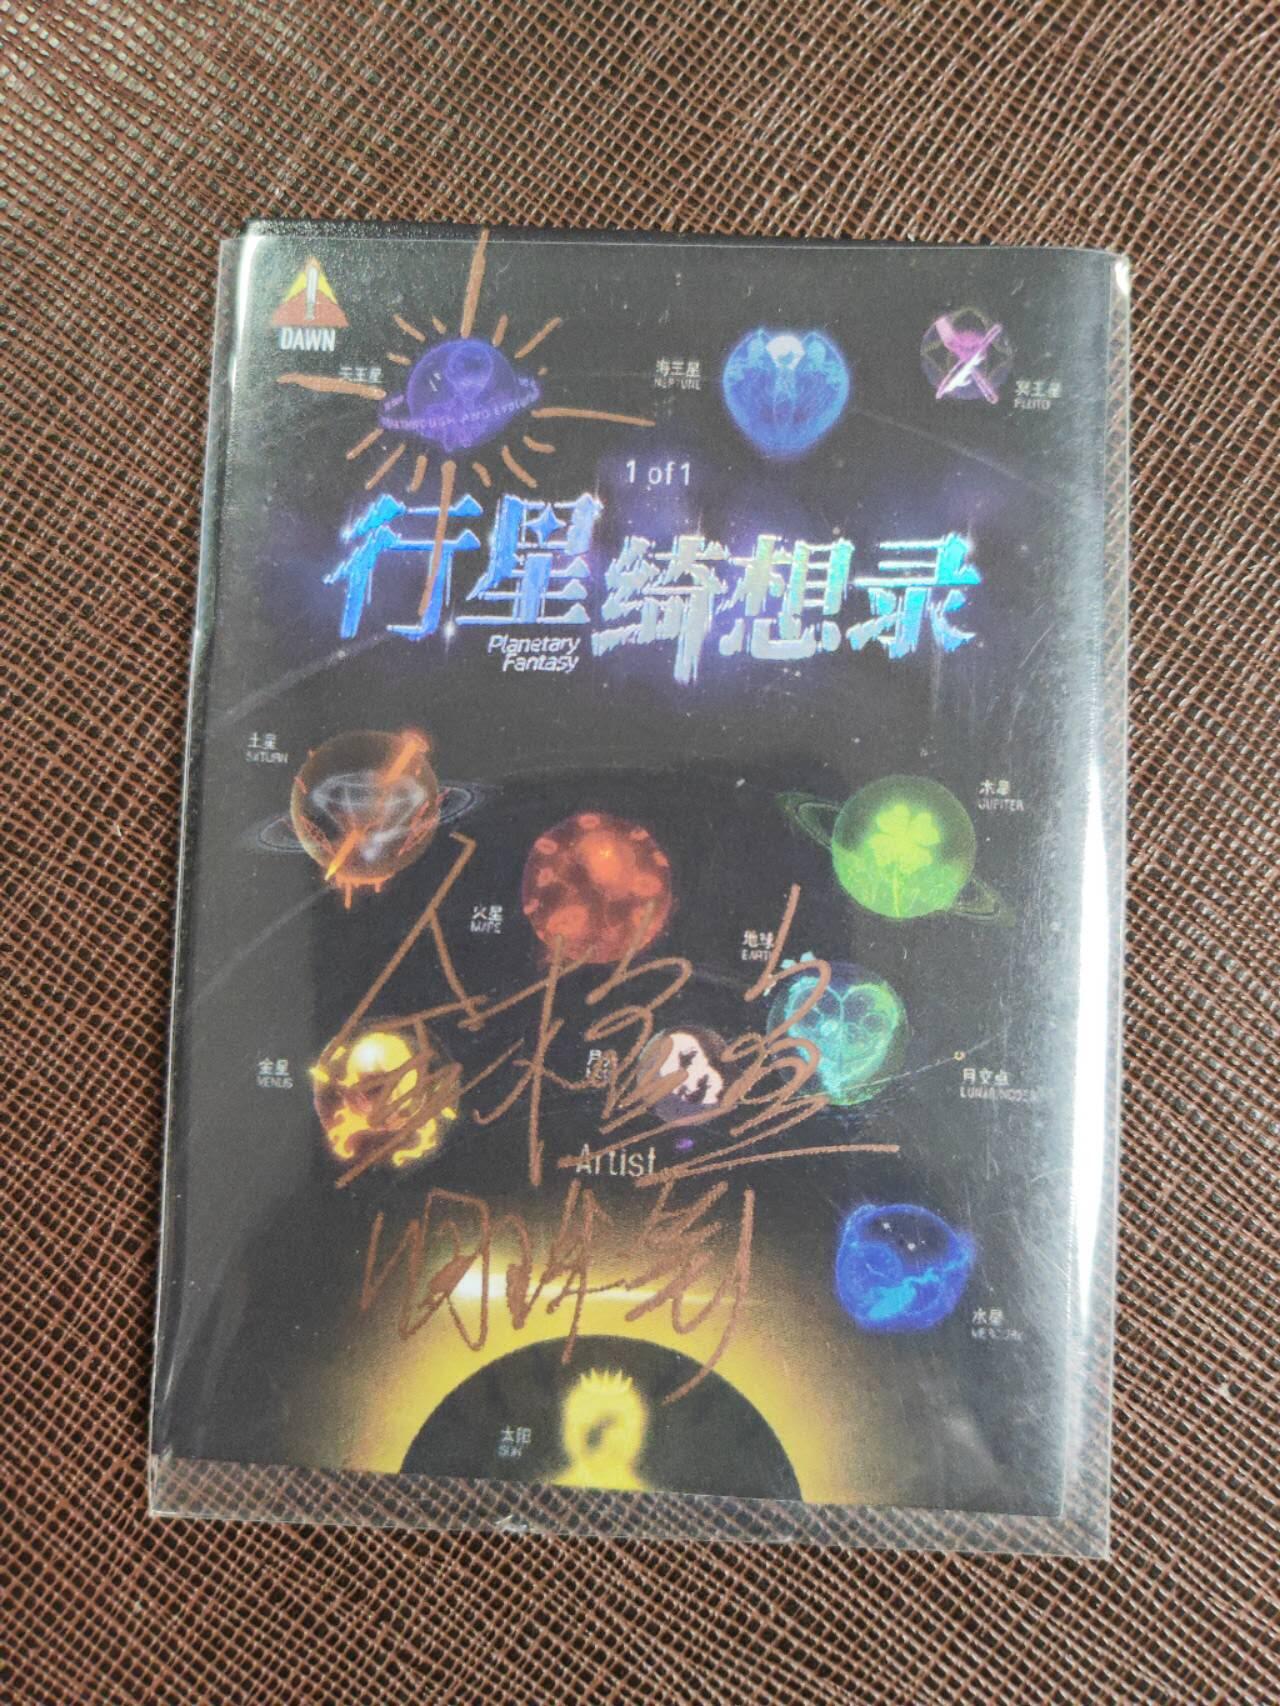 DAWN
天王星
海王星
NEPTUNE
冥王星
PLUTO
1 of 1
行星绮想录
Planetary
Fantasy
土星
SATURN
木星
JUPITER
火星
MARS
地球
EARTH
金星
VENUS
月交点
Artist
水星
MERCURY
太阳
SUN